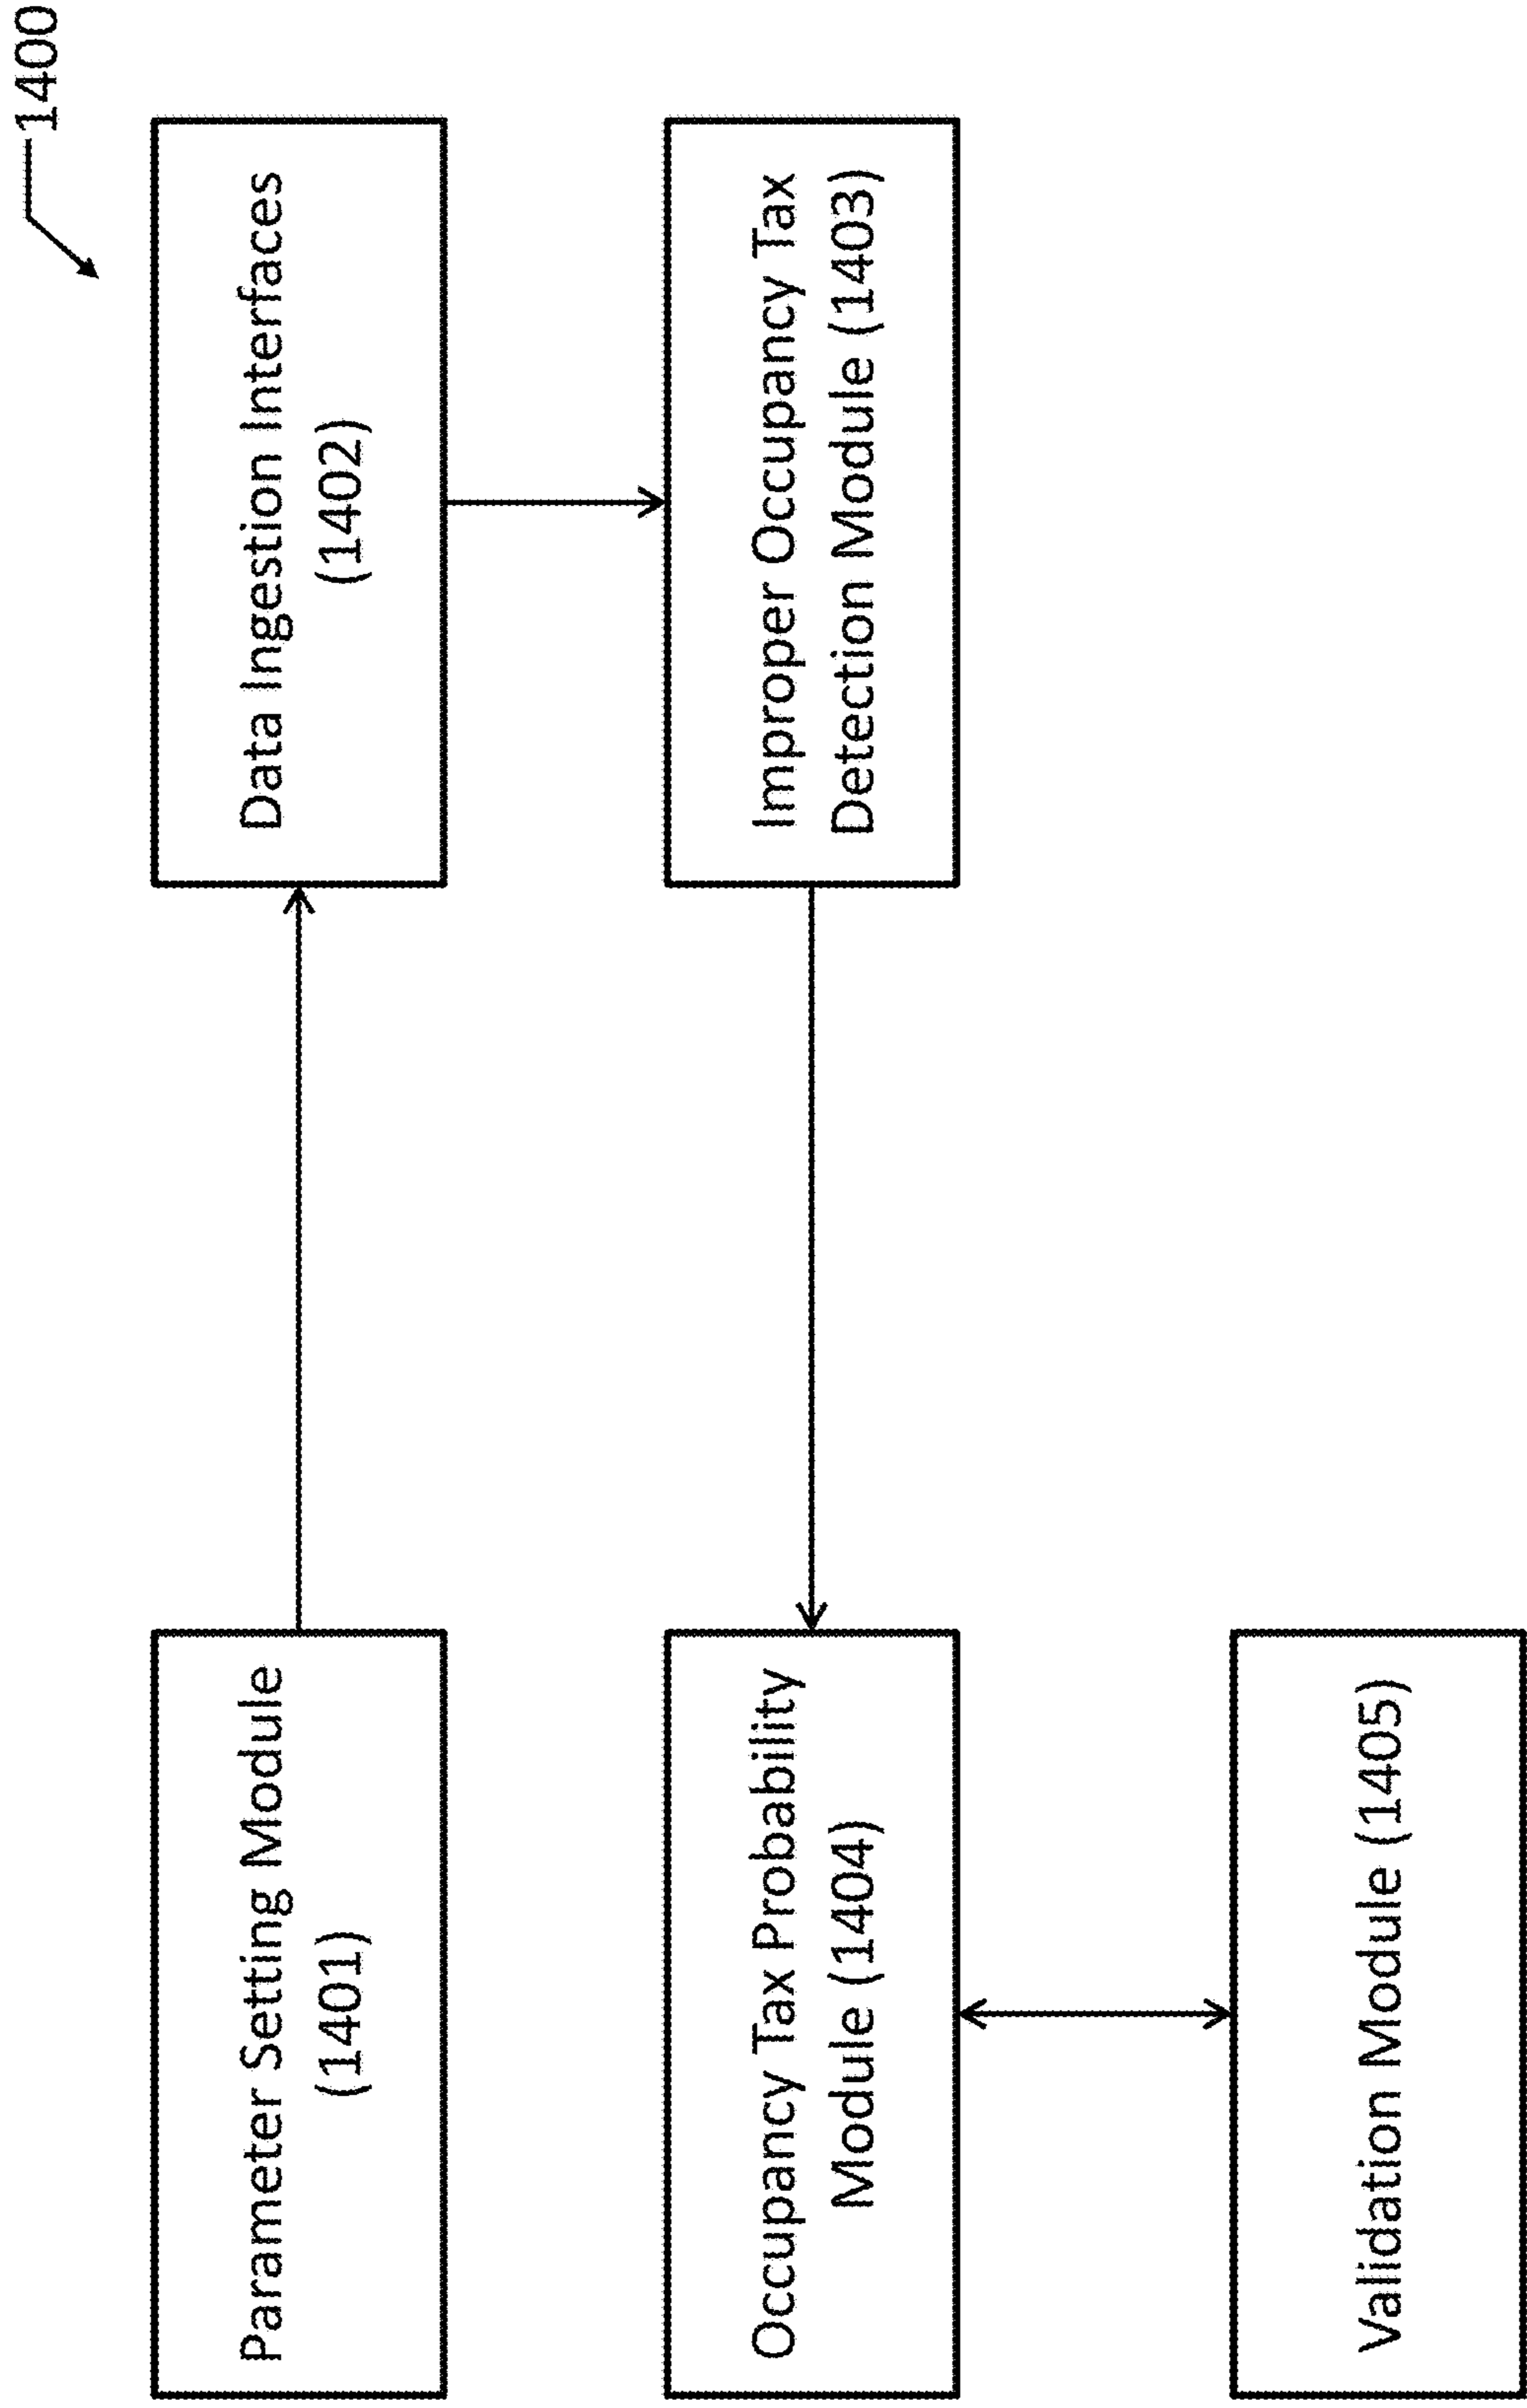 1400
Parameter Setting Module
(1401)
Data Ingestion Interfaces
(1402)
Improper Occupancy Tax
Detection Module (1403)
Occupancy Tax Probability
Module (1404)
Validation Module (1405)